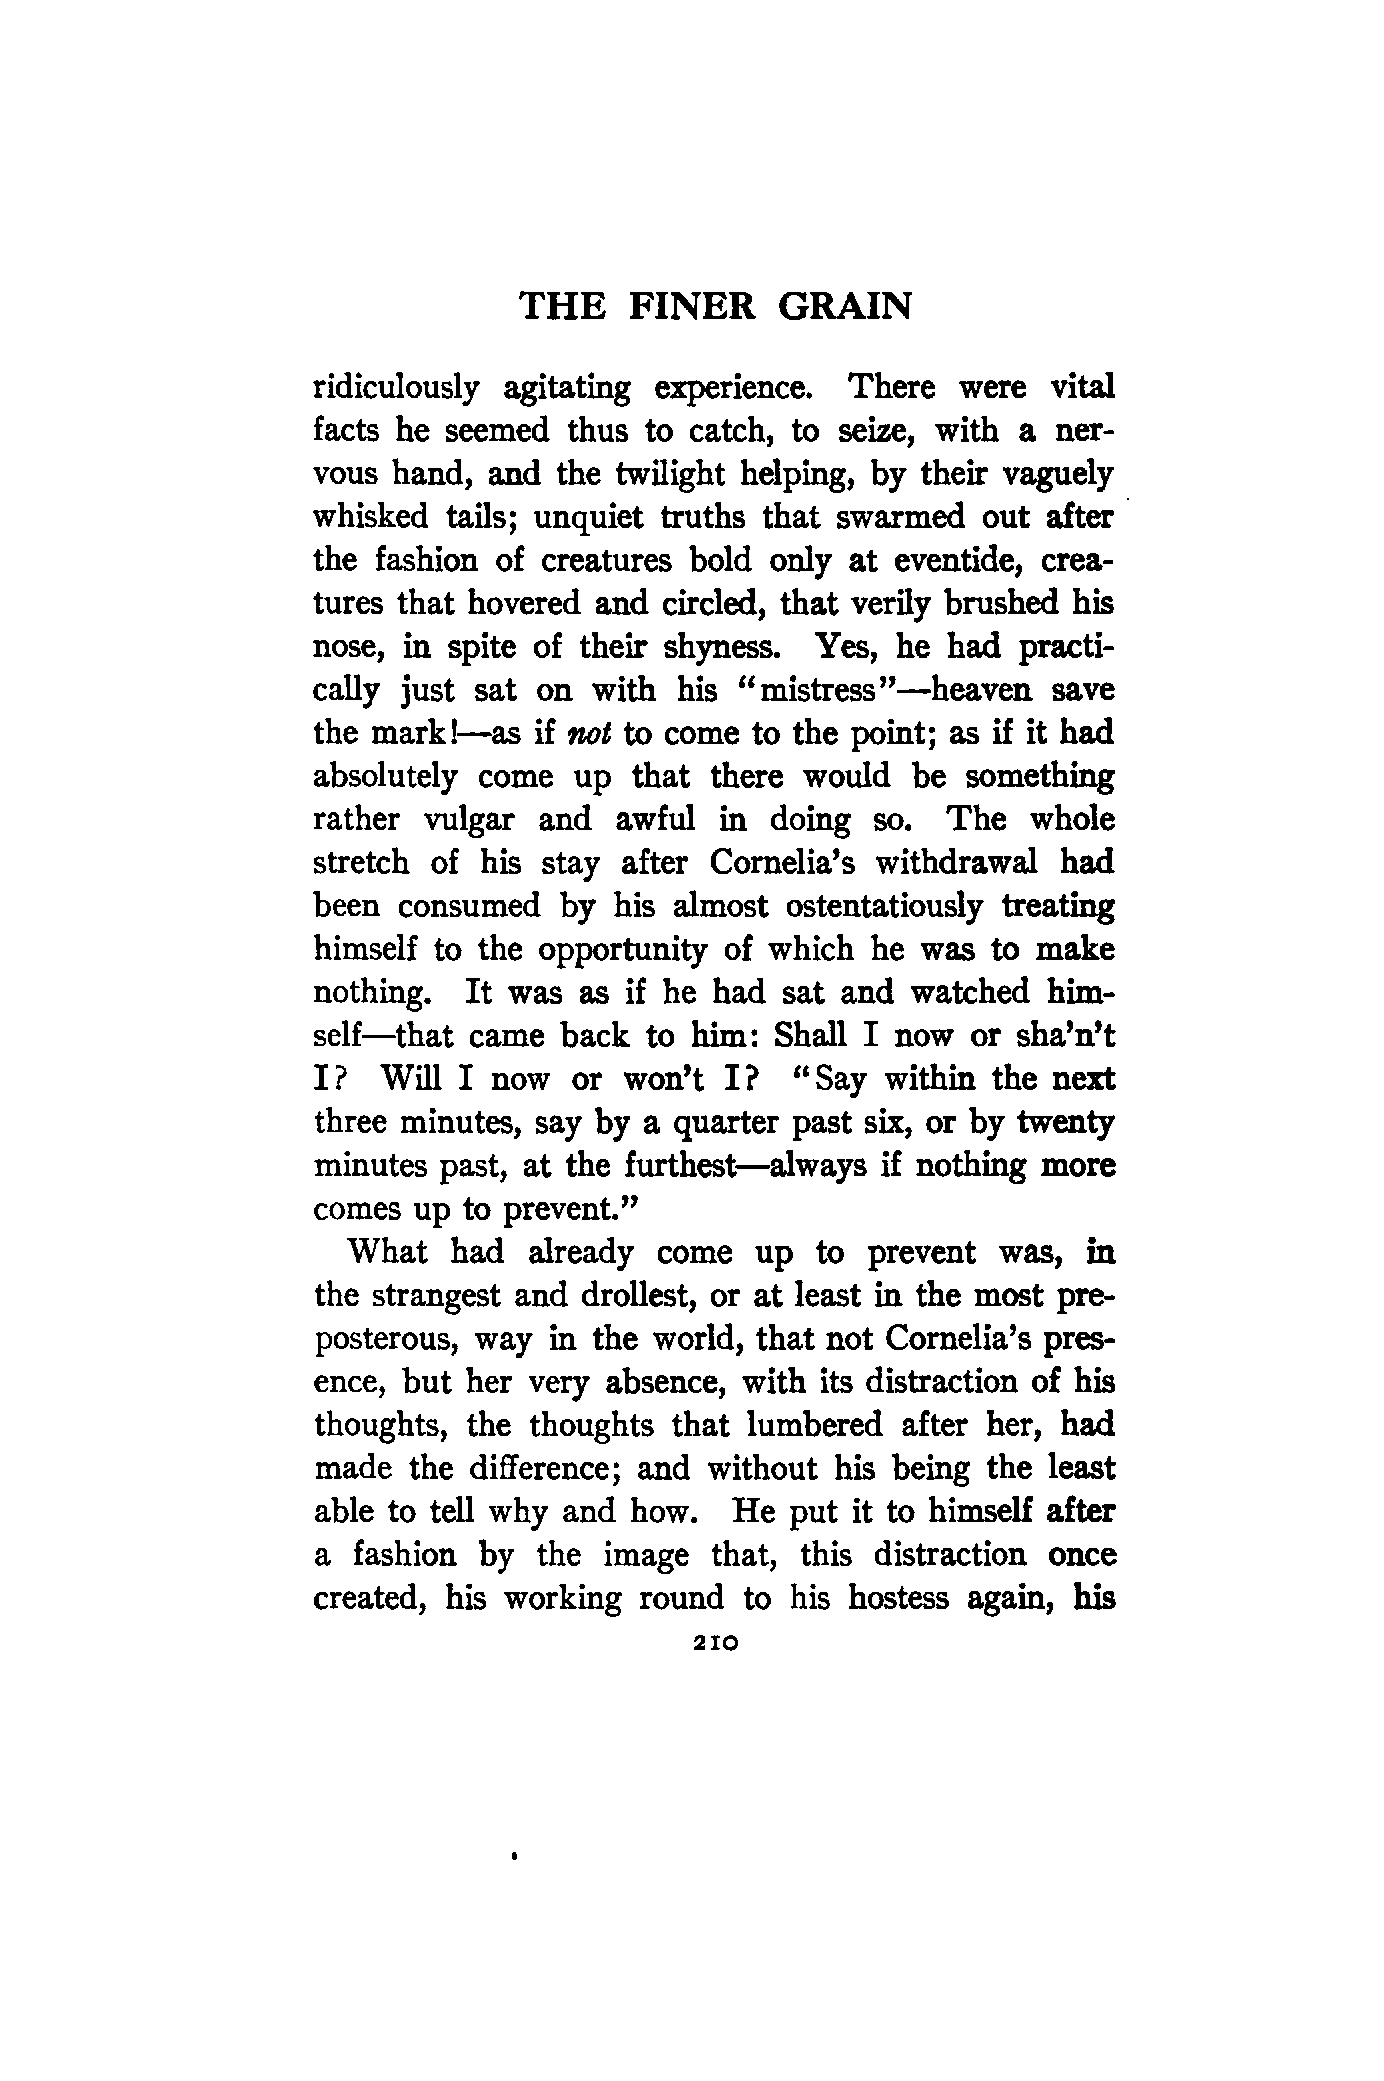 THE FINER GRAIN
ridiculously agitating experience. There were vital
facts he seemed thus to catch, to seize, with a ner-
vous hand, and the twilight helping, by their vaguely
whisked tails; unquiet truths that swarmed out after
the fashion of creatures bold only at eventide, crea-
tures that hovered and circled, that verily brushed his
nose, in spite of their shyness. Yes, he had practi-
cally just sat on with his “mistress”—heaven save
the mark!—as if not to come to the point; as if it had
absolutely come up that there would be something
rather vulgar and awful in doing so. The whole
stretch of his stay after Cornelia’s withdrawal had
been consumed by his almost ostentatiously treating
himself to the opportunity of which he was to make
nothing. It was as if he had sat and watched him-
self—that came back to him: Shall I now or sha’n’t
I? Will I now or won’t I? “Say within the next
three minutes, say by a quarter past six, or by twenty
minutes past, at the furthest—always if nothing more
comes up to prevent.”
What had already come up to prevent was, in
the strangest and drollest, or at least in the most pre-
posterous, way in the world, that not Cornelia’s pres-
ence, but her very absence, with its distraction of his
thoughts, the thoughts that lumbered after her, had
made the difference; and without his being the least
able to tell why and how. He put it to himself after
a fashion by the image that, this distraction once
created, his working round to his hostess again, his
210